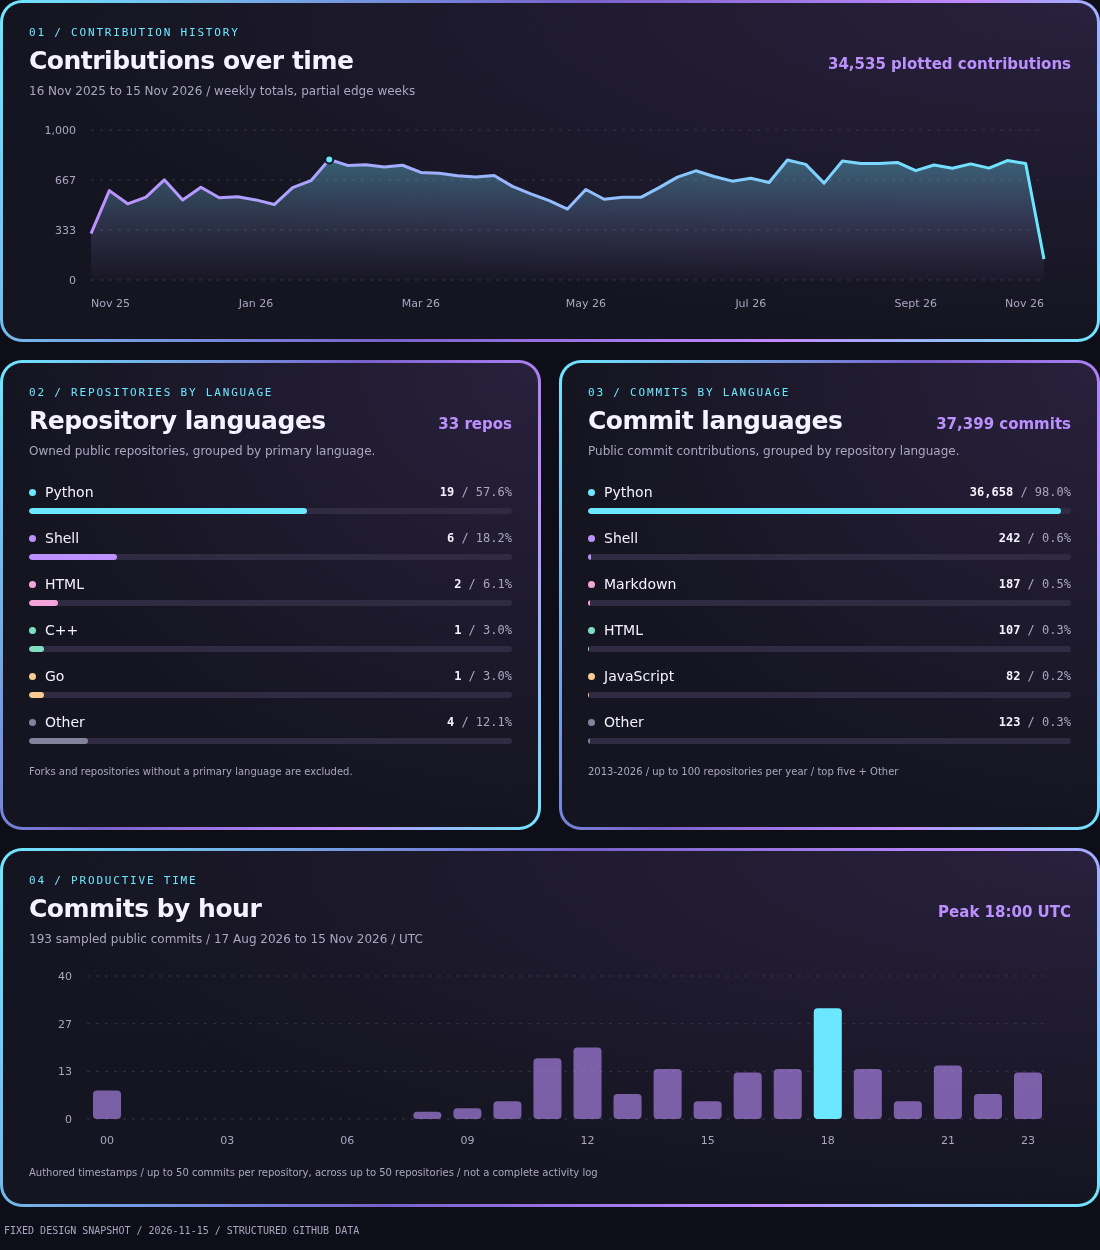 01 / CONTRIBUTION HISTORY
Contributions over time
34,535 plotted contributions
16 Nov 2025 to 15 Nov 2026 / weekly totals, partial edge weeks
1,000
667
333
0
Nov 25 Jan 26 Mar 26 May 26 Jul 26 Sept 26 Nov 26
02 / REPOSITORIES BY LANGUAGE
Repository languages
33 repos
Owned public repositories, grouped by primary language.
Python 19 / 57.6%
Shell 6 / 18.2%
HTML 2 / 6.1%
C++ 1 / 3.0%
Go 1 / 3.0%
Other 4 / 12.1%
Forks and repositories without a primary language are excluded.
03 / COMMITS BY LANGUAGE
Commit languages
37,399 commits
Public commit contributions, grouped by repository language.
Python 36,658 / 98.0%
Shell 242 / 0.6%
Markdown 187 / 0.5%
HTML 107 / 0.3%
JavaScript 82 / 0.2%
Other 123 / 0.3%
2013-2026 / up to 100 repositories per year / top five + Other
04 / PRODUCTIVE TIME
Commits by hour
Peak 18:00 UTC
193 sampled public commits / 17 Aug 2026 to 15 Nov 2026 / UTC
40
27
13
0
00 03 06 09 12 15 18 21 23
Authored timestamps / up to 50 commits per repository, across up to 50 repositories / not a complete activity log
FIXED DESIGN SNAPSHOT / 2026-11-15 / STRUCTURED GITHUB DATA